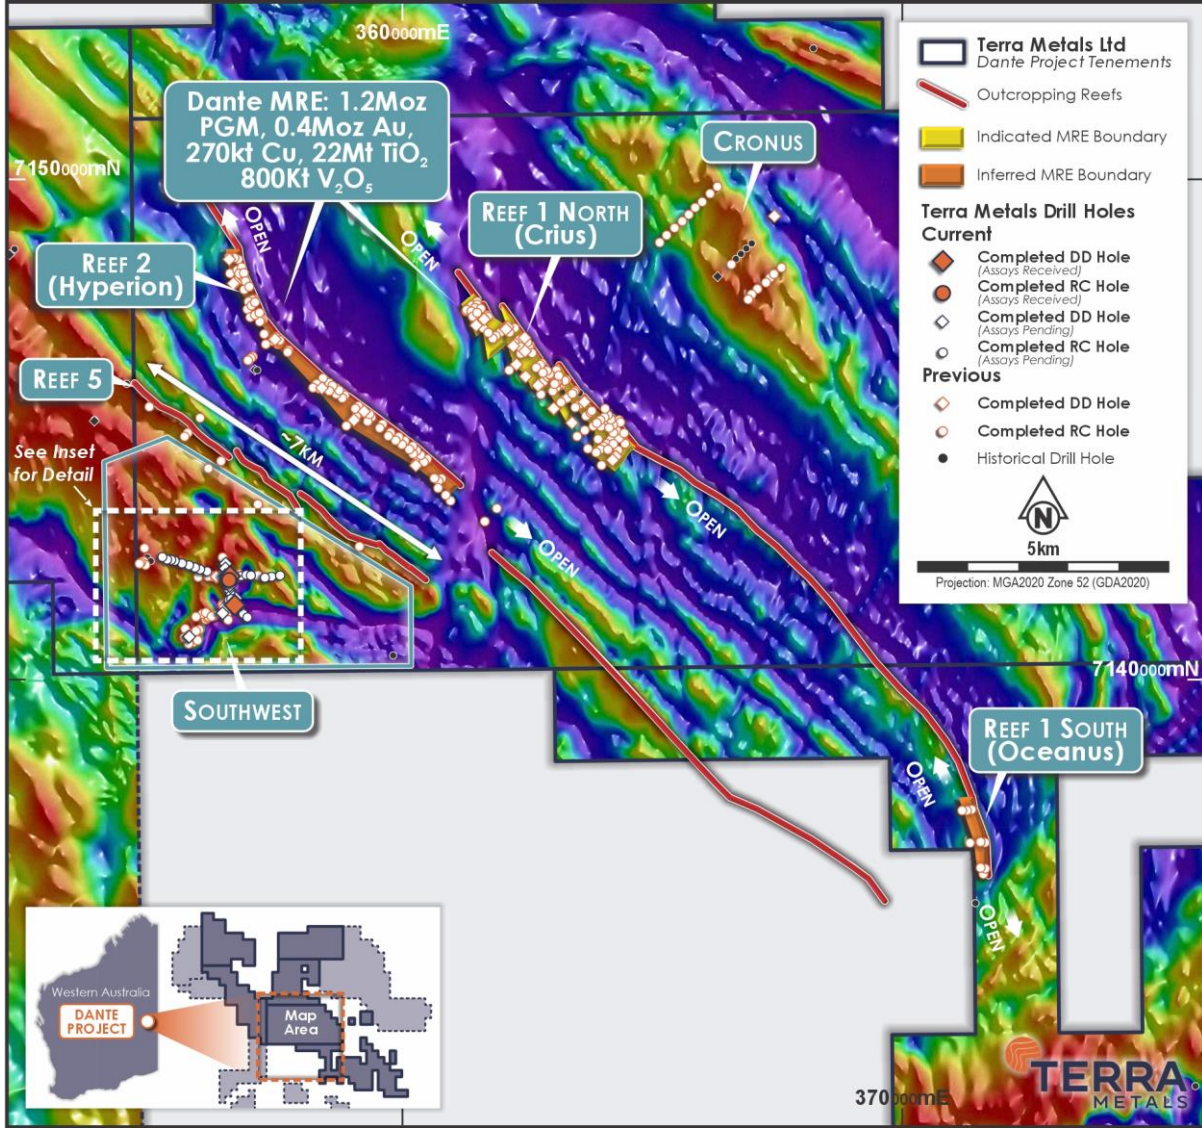 360000mE
Dante MRE: 1.2Moz
PGM, 0.4Moz Au,
270kt Cu, 22Mt TiO₂
800Kt V₂O₅
7150000mN
CRONUS
REEF 1 NORTH
(Crius)
OPEN
OPEN
REEF 2
(Hyperion)
REEF 5
~7KM
See Inset
for Detail
OPEN
OPEN
SOUTHWEST
7140000mN
REEF 1 SOUTH
(Oceanus)
OPEN
OPEN
370000mE
Terra Metals Ltd
Dante Project Tenements
Outcropping Reefs
Indicated MRE Boundary
Inferred MRE Boundary
Terra Metals Drill Holes
Current
Completed DD Hole
(Assays Received)
Completed RC Hole
(Assays Received)
Completed DD Hole
(Assays Pending)
Completed RC Hole
(Assays Pending)
Previous
Completed DD Hole
Completed RC Hole
Historical Drill Hole
N
5km
Projection: MGA2020 Zone 52 (GDA2020)
Western Australia
DANTE
PROJECT
Map
Area
TERRA
METALS